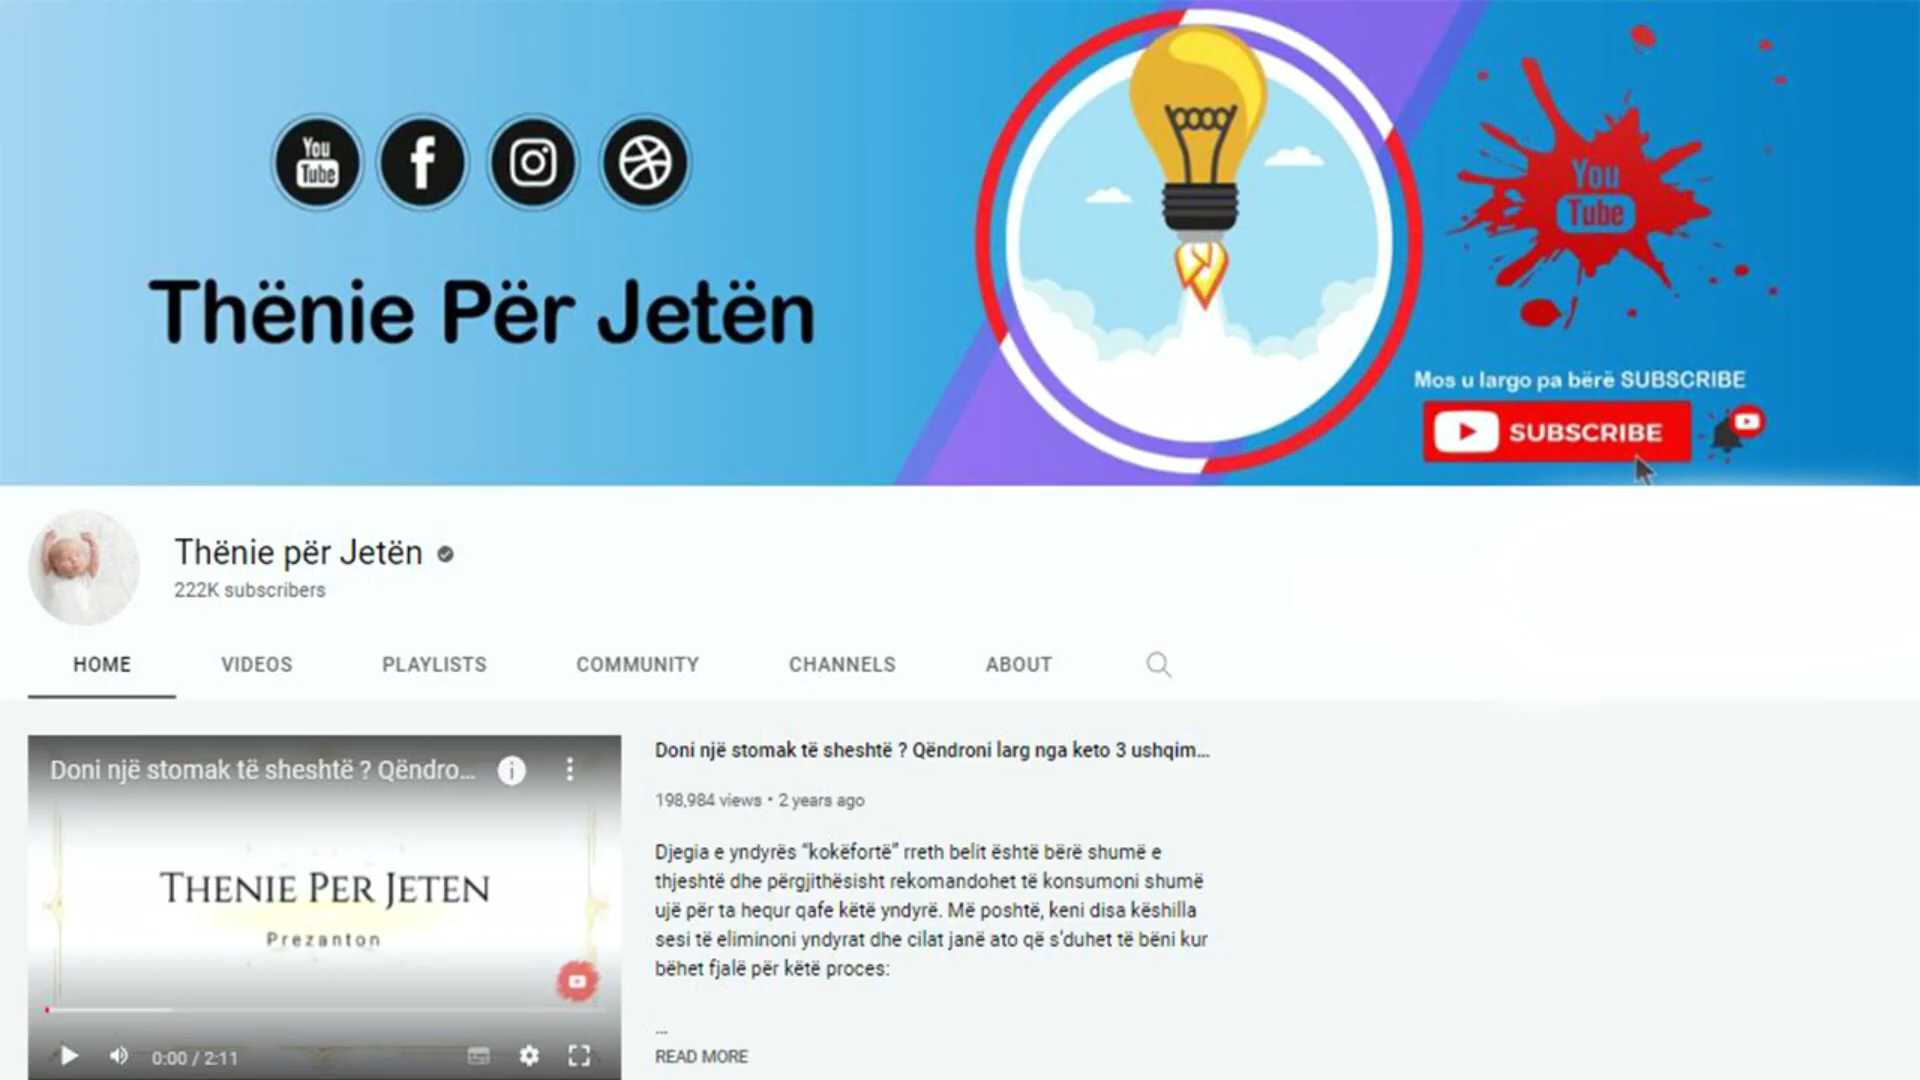 You
Tube
Thënie Për Jetën
You
Tube
Mos u largo pa bërë SUBSCRIBE
SUBSCRIBE
Thënie për Jetën
222K subscribers
HOME VIDEOS PLAYLISTS COMMUNITY CHANNELS ABOUT
Doni një stomak të sheshtë ? Qëndro...
THENIE PER JETEN
Prezanton
0:00 / 2:11
Doni një stomak të sheshtë ? Qëndroni larg nga keto 3 ushqim...
198,984 views • 2 years ago
Djegia e yndyrës “kokëfortë” rreth belit është bërë shumë e
thjeshtë dhe përgjithësisht rekomandohet të konsumoni shumë
ujë për ta hequr qafe këtë yndyrë. Më poshtë, keni disa këshilla
sesi të eliminoni yndyrat dhe cilat janë ato që s'duhet të bëni kur
bëhet fjalë për këtë proces:
...
READ MORE